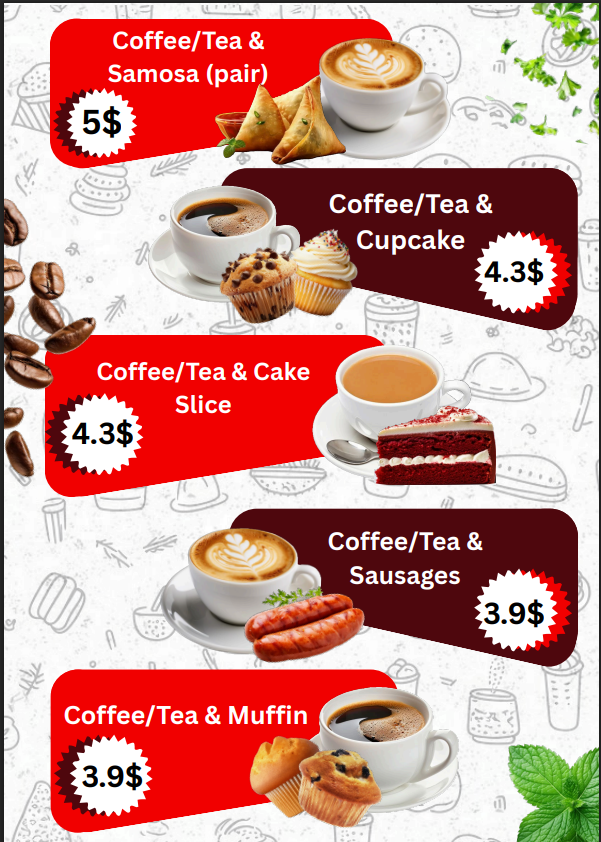 Coffee/Tea &
Samosa (pair)
5$
Coffee/Tea &
Cupcake
4.3$
Coffee/Tea & Cake
Slice
4.3$
Coffee/Tea &
Sausages
3.9$
Coffee/Tea & Muffin
3.9$